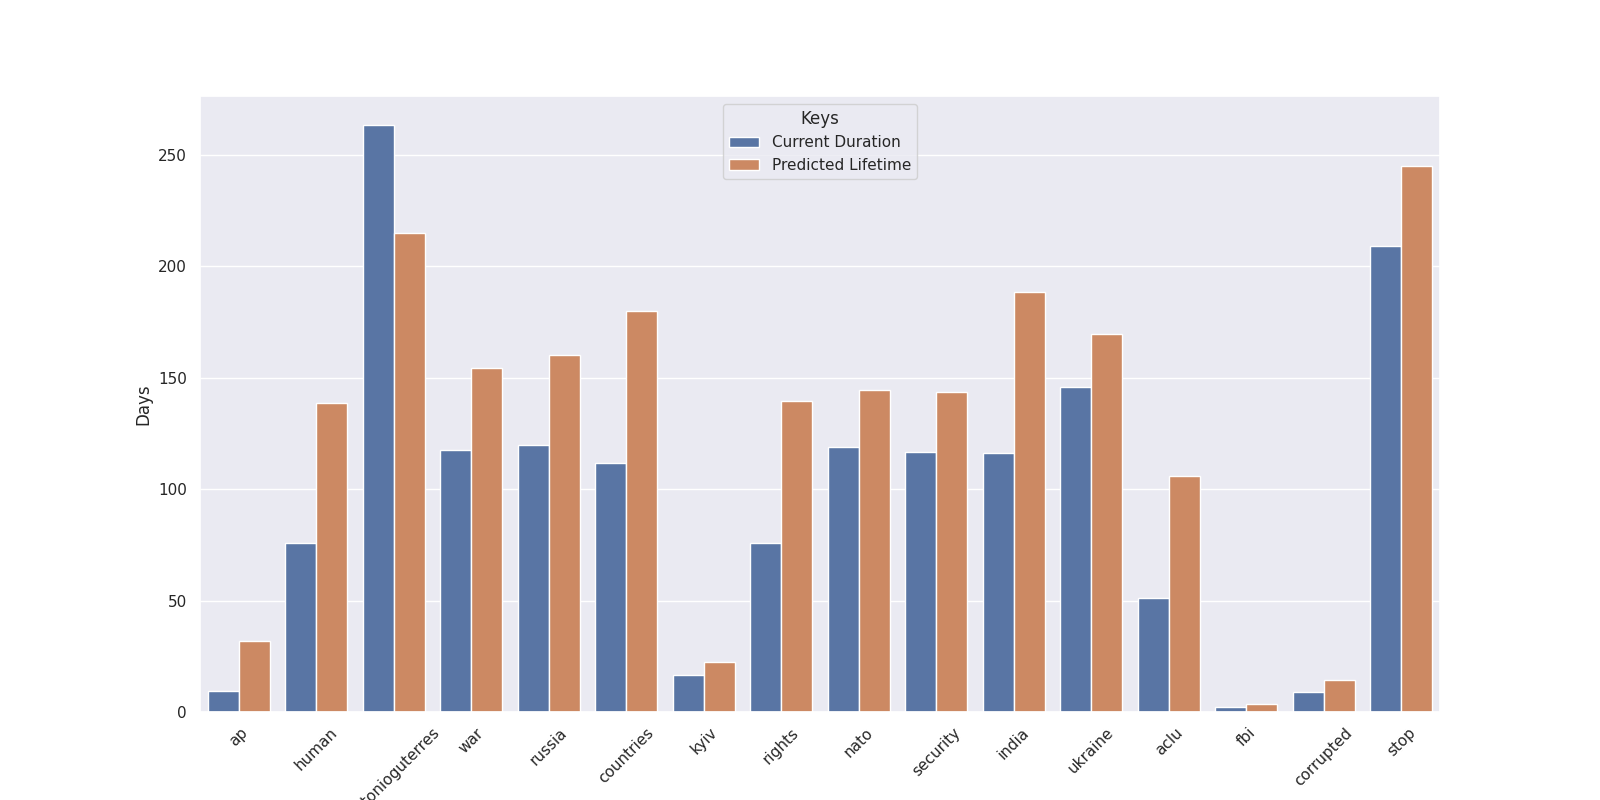 Keys
Current Duration
Predicted Lifetime
Days
250
200
150
100
50
0
ap
human
tonioguterres
war
russia
countries
kyiv
rights
nato
security
india
ukraine
aclu
fbi
corrupted
stop